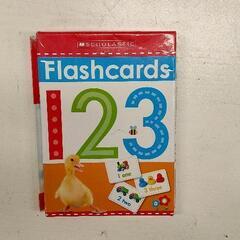 SCHOLASTIC
Flashcards
123
1 one
3 three
2 two